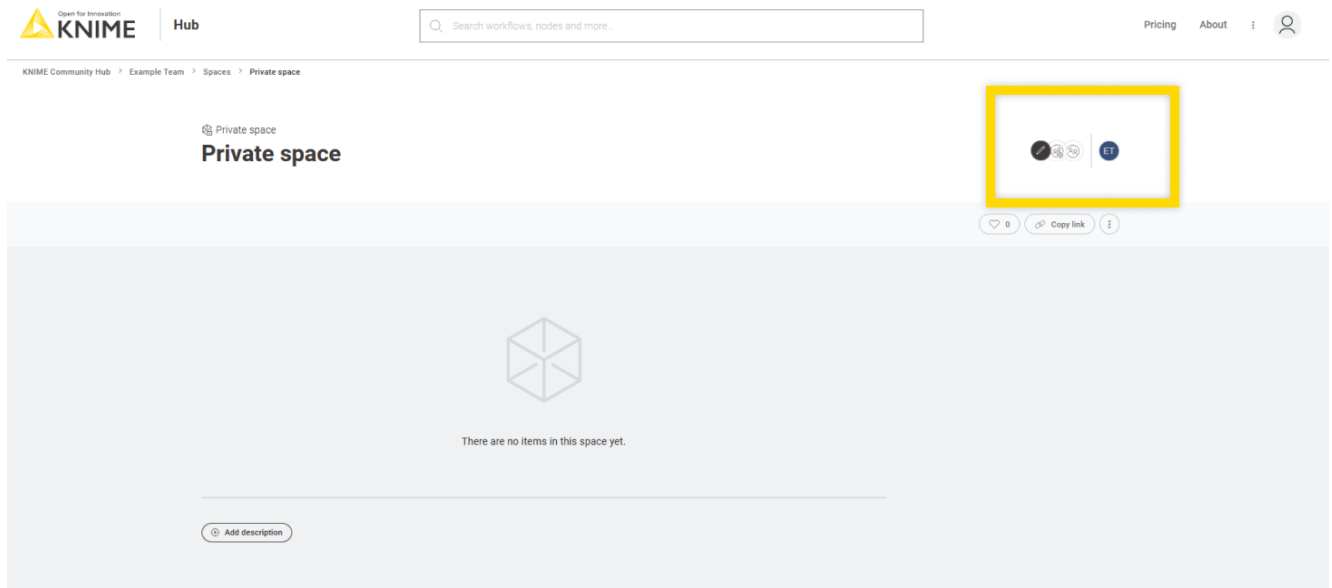 Open for Innovation
KNIME
Hub
Search workflows, nodes and more...
Pricing
About
KNIME Community Hub > Example Team > Spaces > Private space
Private space
Private space
ET
0
Copy link
There are no items in this space yet.
Add description